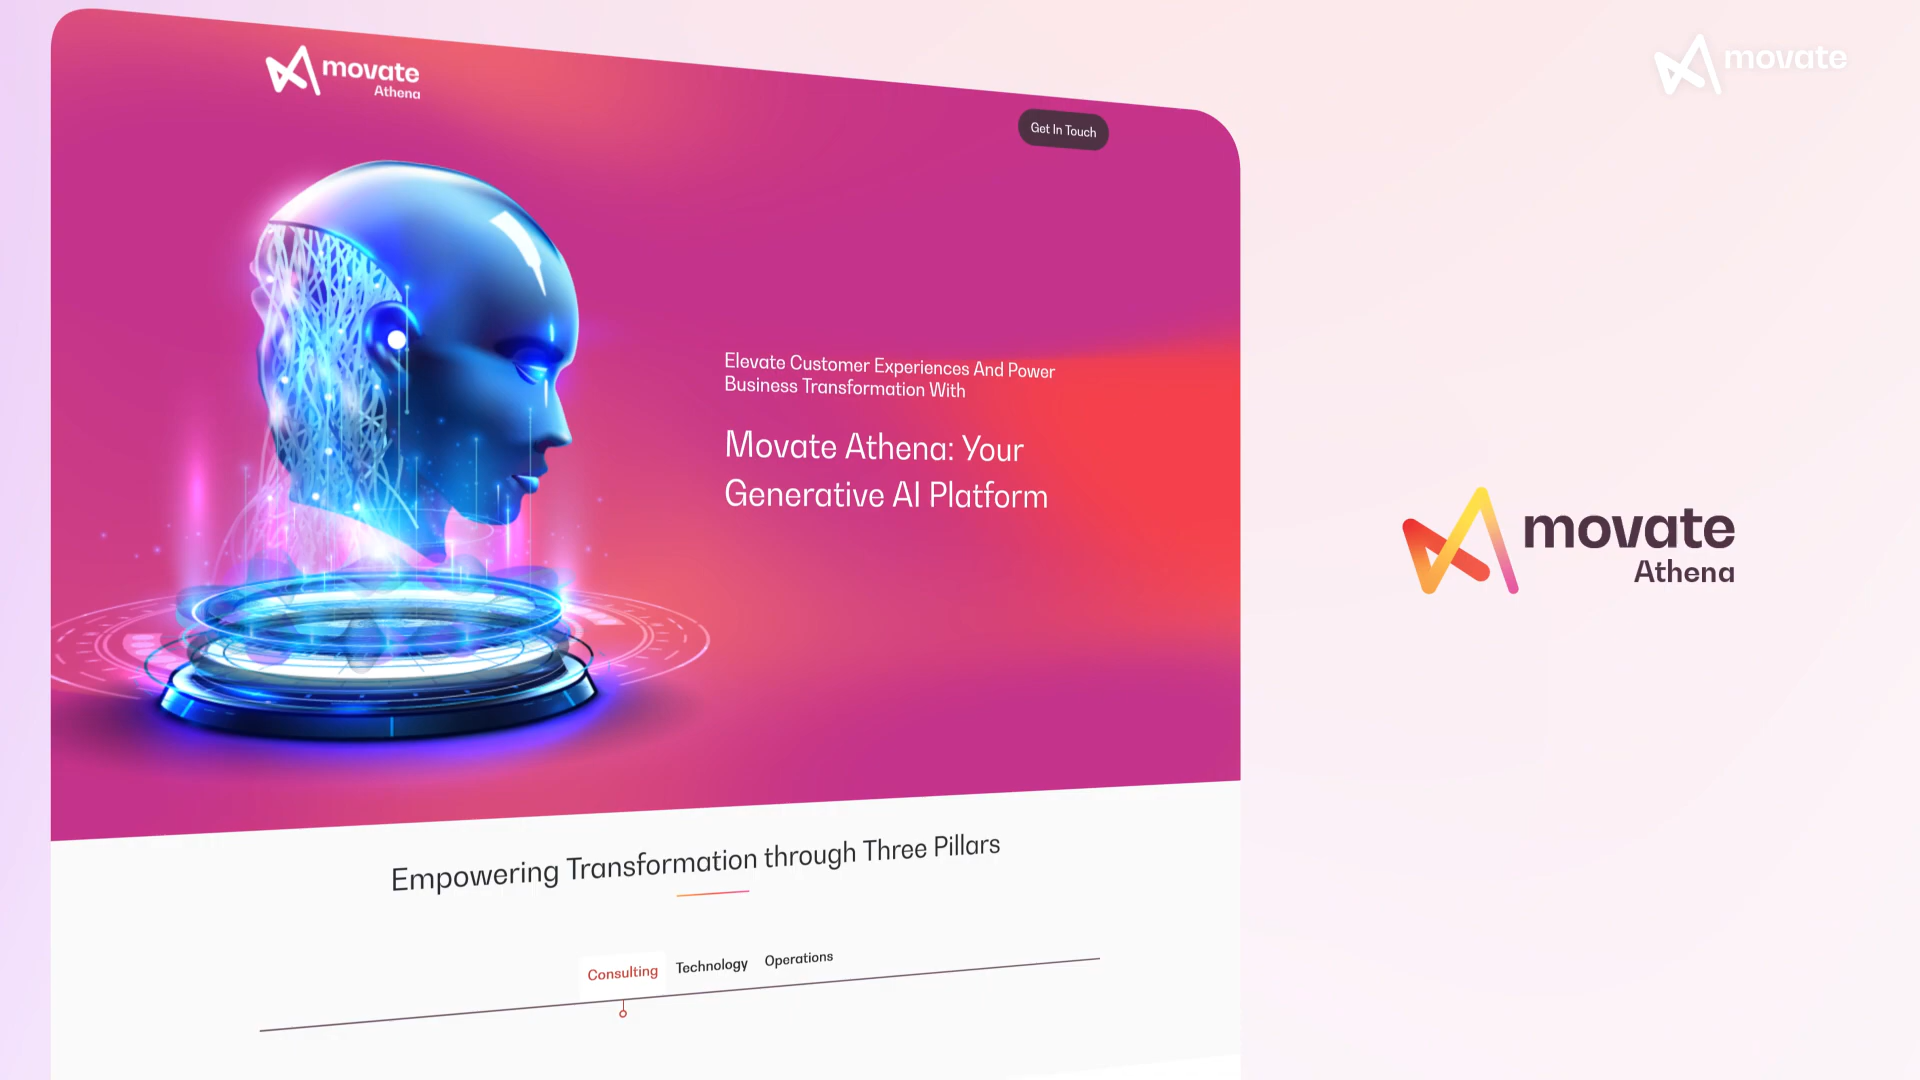 movate
Athena
Get In Touch
movate
Elevate Customer Experiences And Power
Business Transformation With
Movate Athena: Your
Generative AI Platform
movate
Athena
Empowering Transformation through Three Pillars
Consulting Technology Operations